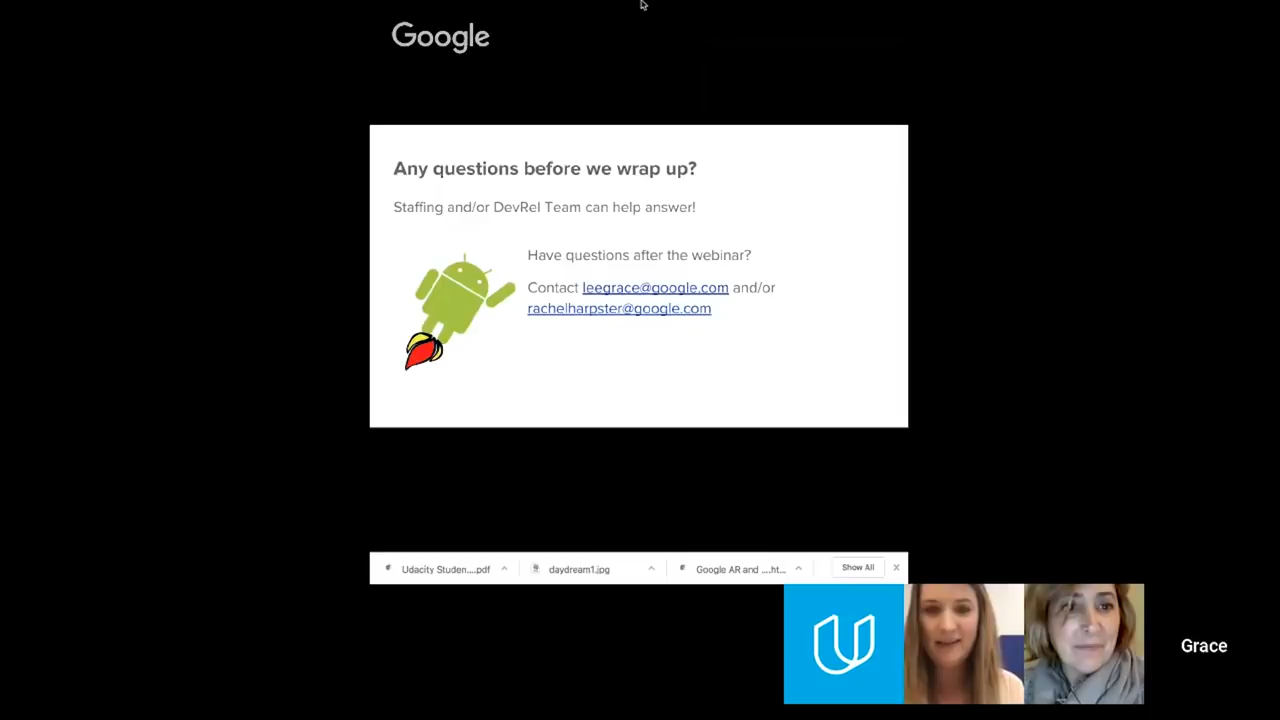 Google
Any questions before we wrap up?
Staffing and/or DevRel Team can help answer!
Have questions after the webinar?
Contact leegrace@google.com and/or
rachelharpster@google.com
Udacity Studen....pdf
daydream1.jpg
Google AR and ....ht...
Show All
Grace